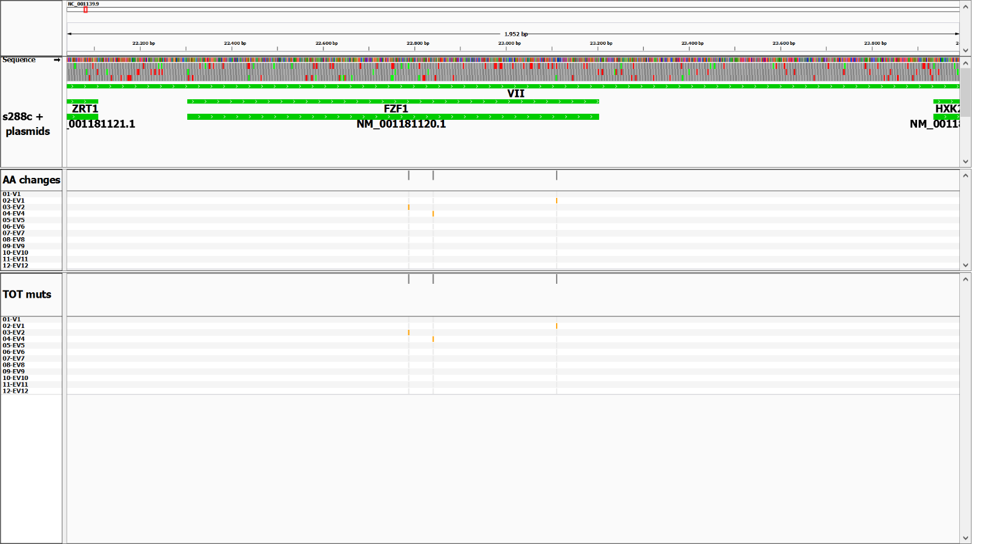 NC_001139.9
1.952 bp
22.200 bp 22.400 bp 22.600 bp 22.800 bp 23.000 bp 23.200 bp 23.400 bp 23.600 bp 23.800 bp 2
Sequence
VII
ZRT1 FZF1 HXK2
s288c +
plasmids
_001181121.1 NM_001181120.1 NM_00118
AA changes
01-V1
02-EV1
03-EV2
04-EV4
05-EV5
06-EV6
07-EV7
08-EV8
09-EV9
10-EV10
11-EV11
12-EV12
TOT muts
01-V1
02-EV1
03-EV2
04-EV4
05-EV5
06-EV6
07-EV7
08-EV8
09-EV9
10-EV10
11-EV11
12-EV12